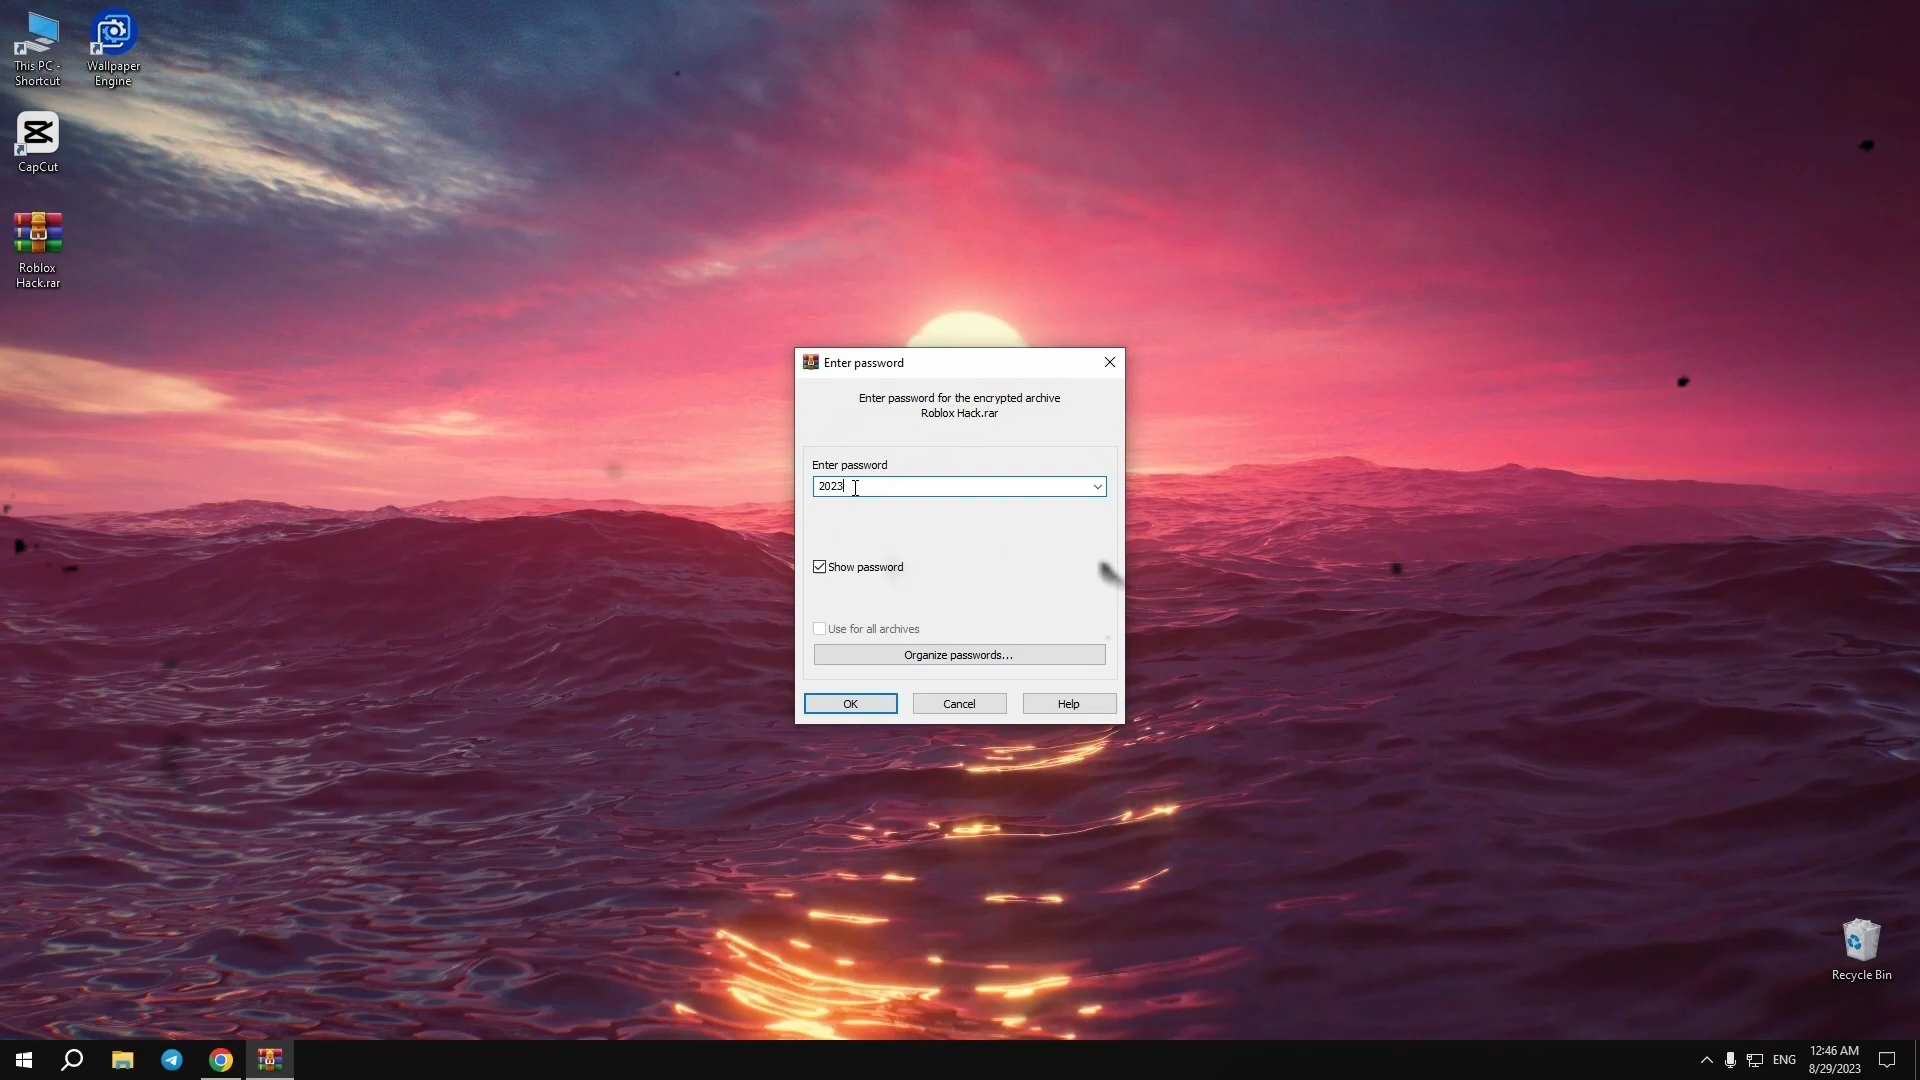 This PC -
Shortcut
Wallpaper
Engine
CapCut
Roblox
Hack.rar
Enter password
Enter password for the encrypted archive
Roblox Hack.rar
Enter password
2023
Show password
Use for all archives
Organize passwords...
OK
Cancel
Help
Recycle Bin
ENG
12:46 AM
8/29/2023